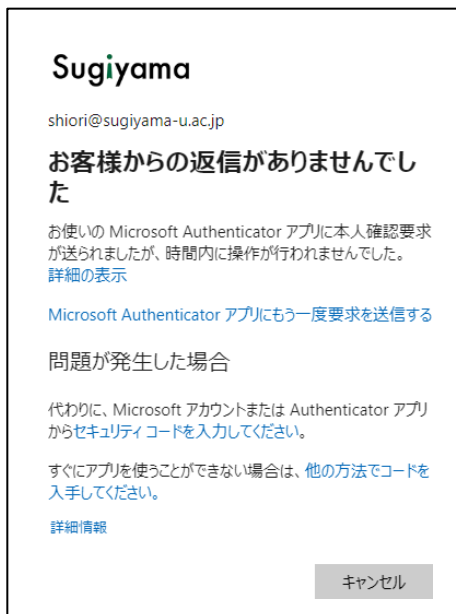 Sugiyama
shiori@sugiyama-u.ac.jp
お客様からの返信がありませんでし
た
お使いの Microsoft Authenticator アプリに本人確認要求
が送られましたが、時間内に操作が行われませんでした。
詳細の表示
Microsoft Authenticator アプリにもう一度要求を送信する
問題が発生した場合
代わりに、Microsoft アカウントまたは Authenticator アプリ
からセキュリティ コードを入力してください。
すぐにアプリを使うことができない場合は、他の方法でコードを
入手してください。
詳細情報
キャンセル